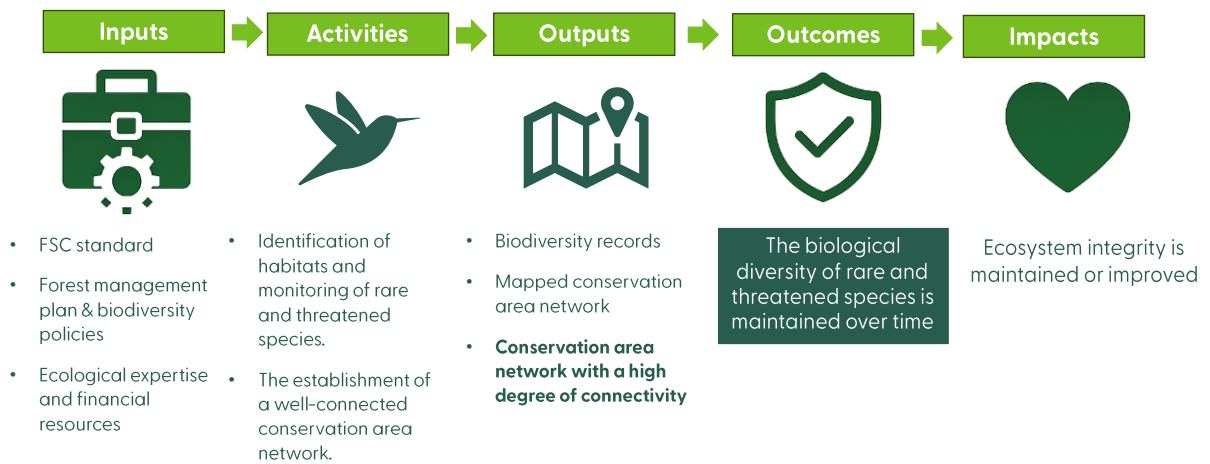 Inputs
Activities
Outputs
Outcomes
Impacts
• FSC standard
• Forest management
plan & biodiversity
policies
• Ecological expertise
and financial
resources
• Identification of
habitats and
monitoring of rare
and threatened
species.
• The establishment of
a well-connected
conservation area
network.
• Biodiversity records
• Mapped conservation
area network
• Conservation area
network with a high
degree of connectivity
The biological
diversity of rare and
threatened species is
maintained over time
Ecosystem integrity is
maintained or improved